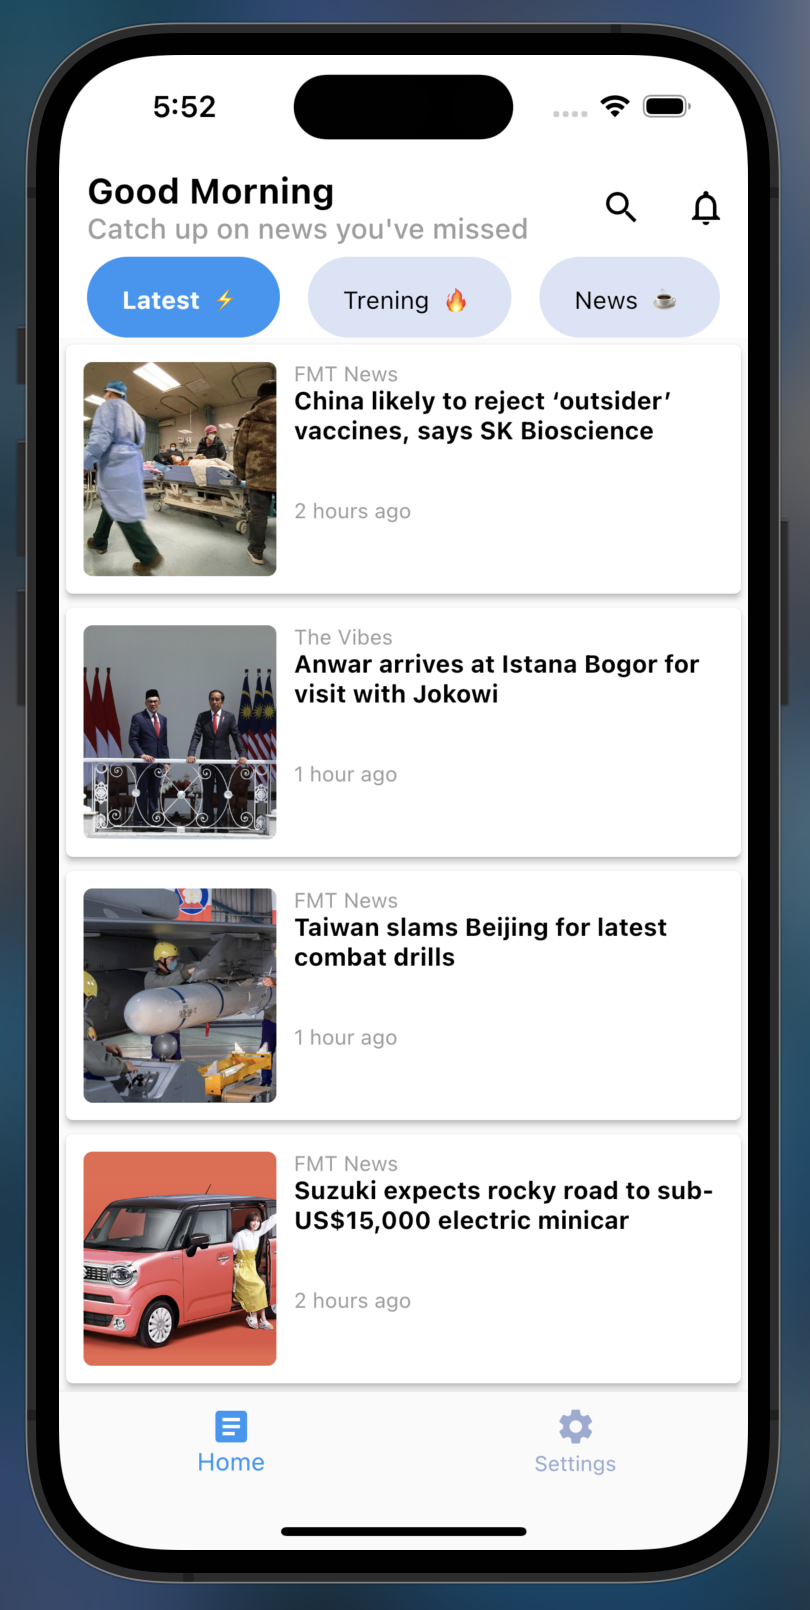 5:52
Good Morning
Catch up on news you've missed
Latest ⚡
Trening 🔥
News ☕
FMT News
China likely to reject ‘outsider’
vaccines, says SK Bioscience
2 hours ago
The Vibes
Anwar arrives at Istana Bogor for
visit with Jokowi
1 hour ago
FMT News
Taiwan slams Beijing for latest
combat drills
1 hour ago
FMT News
Suzuki expects rocky road to sub-
US$15,000 electric minicar
2 hours ago
Home
Settings